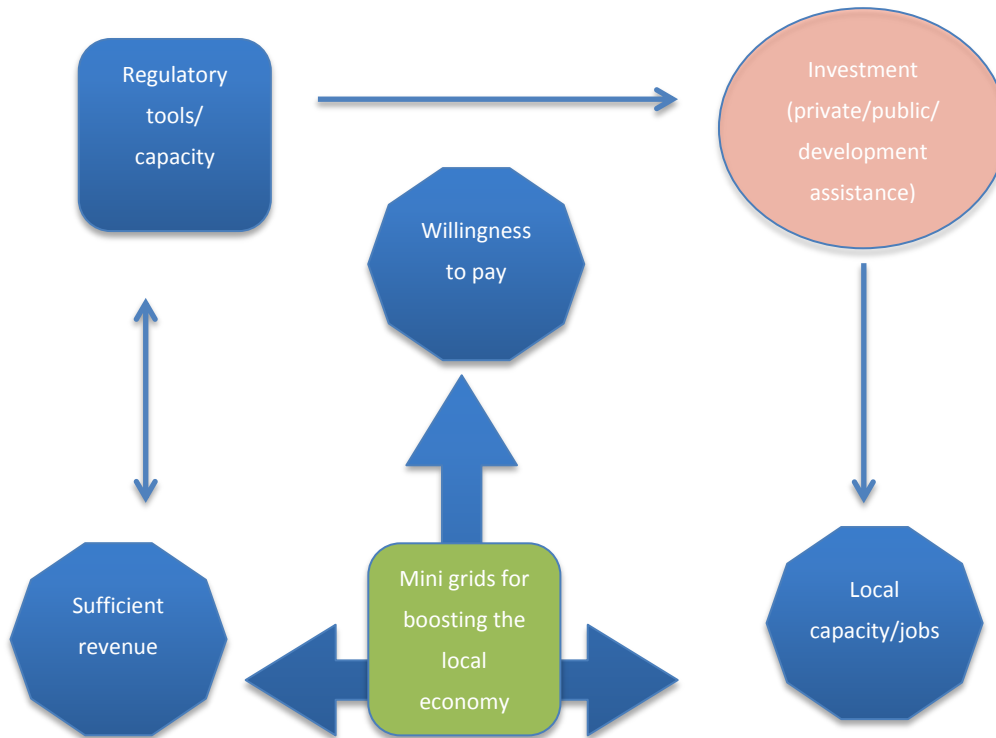 Regulatory
tools/
capacity
Investment
(private/public/
development
assistance)
Willingness
to pay
Sufficient
revenue
Mini grids for
boosting the
local
economy
Local
capacity/jobs